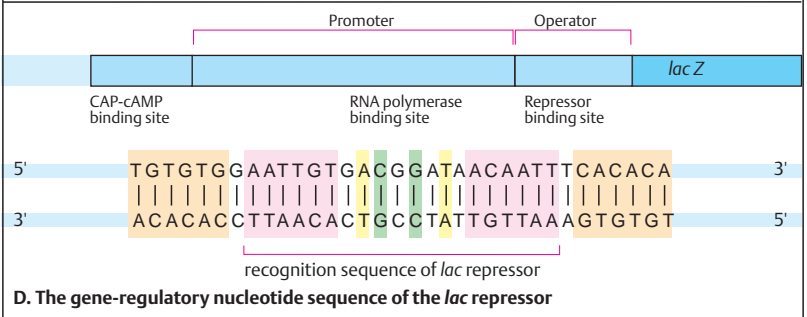 Promoter Operator
lac Z
CAP-cAMP
binding site
RNA polymerase
binding site
Repressor
binding site
5' TGTGTGGAATTGTGACGGATAACAATTTCACACA 3'
3' ACACACCTTAACACTGCCTATTGTTAAAGTGTGT 5'
recognition sequence of lac repressor
D. The gene-regulatory nucleotide sequence of the lac repressor